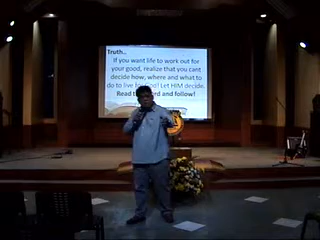 Truth..
If you want life to work out for
your good, realize that you cant
decide how, where and what to
do to live God! Let HIM decide.
Read and follow!